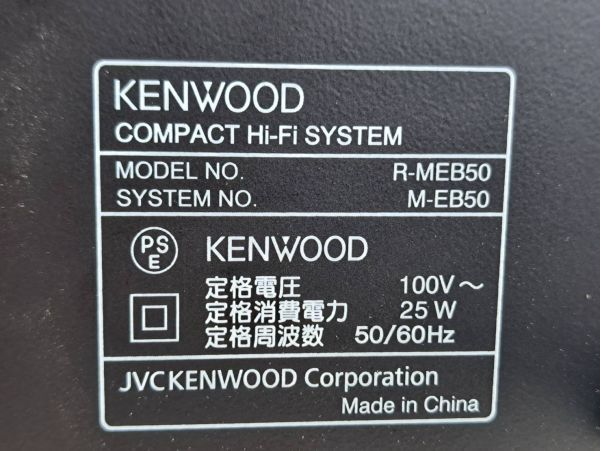 KENWOOD
COMPACT Hi-Fi SYSTEM
MODEL NO. R-MEB50
SYSTEM NO. M-EB50
PS
E
KENWOOD
定格電圧 100V～
定格消費電力 25W
定格周波数 50/60Hz
JVCKENWOOD Corporation
Made in China